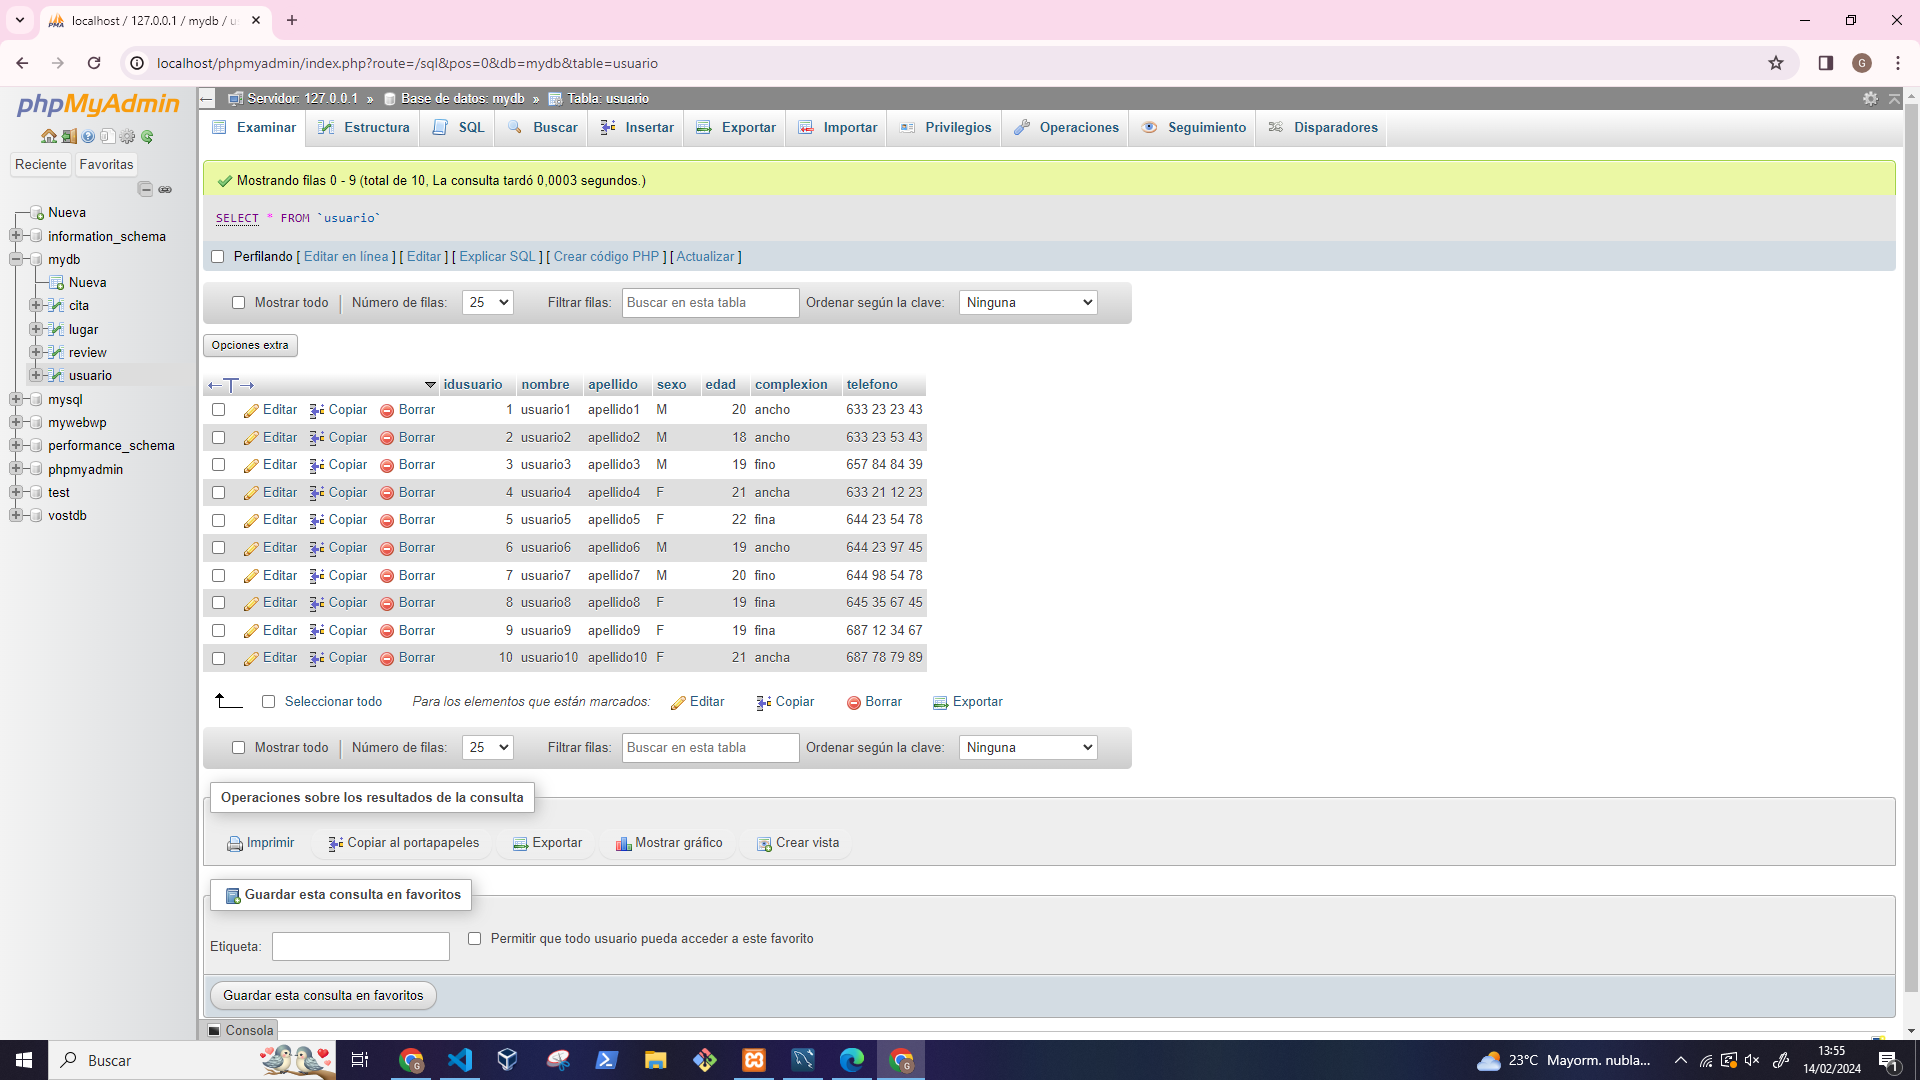 localhost / 127.0.0.1 / mydb / u
localhost/phpmyadmin/index.php?route=/sql&pos=0&db=mydb&table=usuario
G
phpMyAdmin
Reciente Favoritas
Nueva
information_schema
mydb
Nueva
cita
lugar
review
usuario
mysql
mywebwp
performance_schema
phpmyadmin
test
vostdb
Servidor: 127.0.0.1 » Base de datos: mydb » Tabla: usuario
Examinar Estructura SQL Buscar Insertar Exportar Importar Privilegios Operaciones Seguimiento Disparadores
Mostrando filas 0 - 9 (total de 10, La consulta tardó 0,0003 segundos.)
SELECT * FROM `usuario`
Perfilando [ Editar en línea ] [ Editar ] [ Explicar SQL ] [ Crear código PHP ] [ Actualizar ]
Mostrar todo Número de filas: 25 Filtrar filas: Buscar en esta tabla Ordenar según la clave: Ninguna
Opciones extra
idusuario nombre apellido sexo edad complexion telefono
Editar Copiar Borrar 1 usuario1 apellido1 M 20 ancho 633 23 23 43
Editar Copiar Borrar 2 usuario2 apellido2 M 18 ancho 633 23 53 43
Editar Copiar Borrar 3 usuario3 apellido3 M 19 fino 657 84 84 39
Editar Copiar Borrar 4 usuario4 apellido4 F 21 ancha 633 21 12 23
Editar Copiar Borrar 5 usuario5 apellido5 F 22 fina 644 23 54 78
Editar Copiar Borrar 6 usuario6 apellido6 M 19 ancho 644 23 97 45
Editar Copiar Borrar 7 usuario7 apellido7 M 20 fino 644 98 54 78
Editar Copiar Borrar 8 usuario8 apellido8 F 19 fina 645 35 67 45
Editar Copiar Borrar 9 usuario9 apellido9 F 19 fina 687 12 34 67
Editar Copiar Borrar 10 usuario10 apellido10 F 21 ancha 687 78 79 89
Seleccionar todo Para los elementos que están marcados: Editar Copiar Borrar Exportar
Mostrar todo Número de filas: 25 Filtrar filas: Buscar en esta tabla Ordenar según la clave: Ninguna
Operaciones sobre los resultados de la consulta
Imprimir Copiar al portapapeles Exportar Mostrar gráfico Crear vista
Guardar esta consulta en favoritos
Etiqueta: Permitir que todo usuario pueda acceder a este favorito
Guardar esta consulta en favoritos
Consola
Buscar
23°C Mayorm. nubla...
13:55
14/02/2024
1